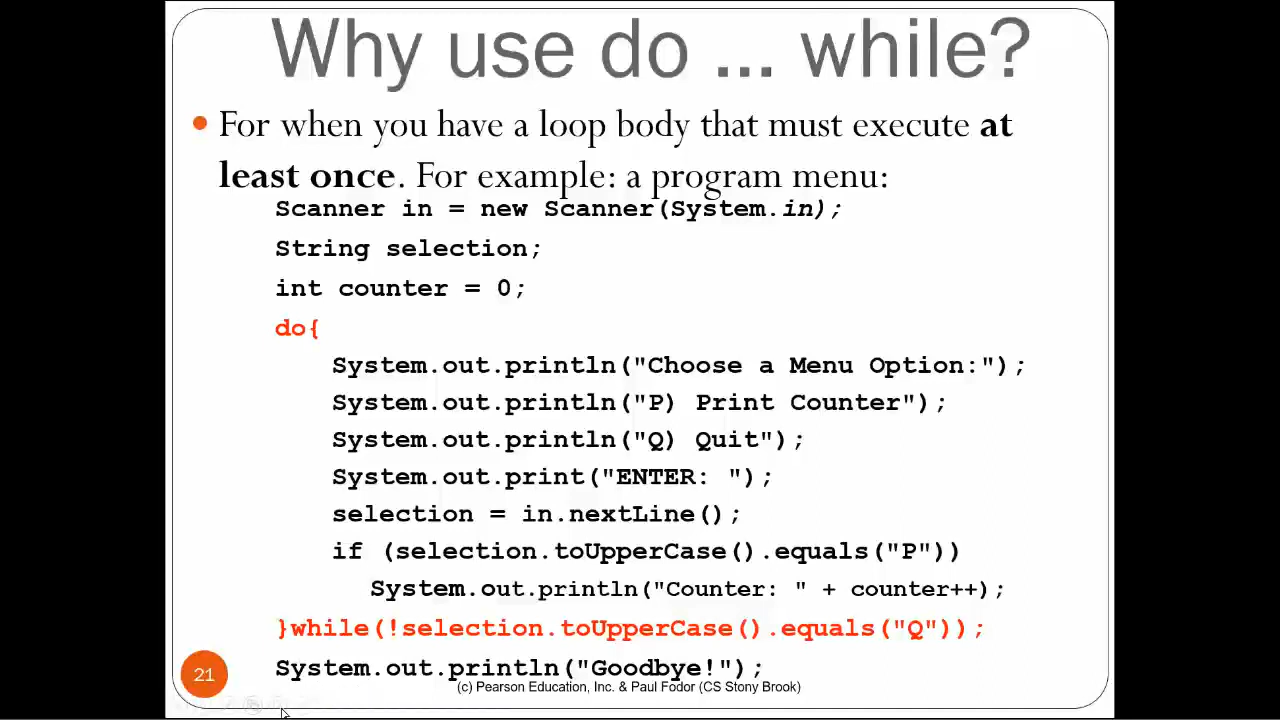 Why use do ... while?
• For when you have a loop body that must execute at
least once. For example: a program menu:
Scanner in = new Scanner(System.in);
String selection;
int counter = 0;
do{
System.out.println("Choose a Menu Option:");
System.out.println("P) Print Counter");
System.out.println("Q) Quit");
System.out.print("ENTER: ");
selection = in.nextLine();
if (selection.toUpperCase().equals("P"))
System.out.println("Counter: " + counter++);
}while(!selection.toUpperCase().equals("Q"));
System.out.println("Goodbye!");
21
(c) Pearson Education, Inc. & Paul Fodor (CS Stony Brook)